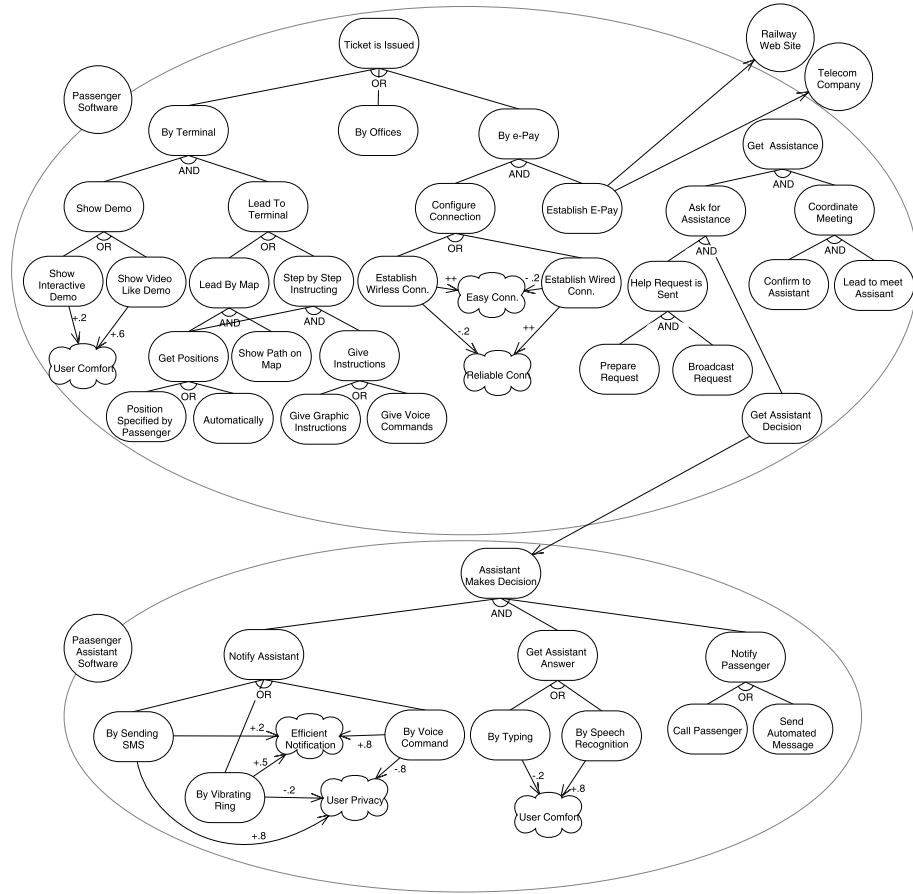 Ticket is Issued
OR
Railway
Web Site
Telecom
Company
Passenger
Software
By Terminal
AND
By Offices
By e-Pay
AND
Get  Assistance
AND
Show Demo
OR
Lead To
Terminal
OR
Configure
Connection
OR
Establish E-Pay
Ask for
Assistance
AND
Coordinate
Meeting
AND
Show
Interactive
Demo
Show Video
Like Demo
Lead By Map
AND
Step by Step
Instructing
AND
Establish
Wirless Conn.
++
Easy Conn.
-.2
Establish Wired
Conn.
Help Request is
Sent
AND
Confirm to
Assistant
Lead to meet
Assisant
+.2
+.6
-.2
++
User Comfort
Get Positions
OR
Show Path on
Map
Give
Instructions
OR
Reliable Conn.
Prepare
Request
Broadcast
Request
Position
Specified by
Passenger
Automatically
Give Graphic
Instructions
Give Voice
Commands
Get Assistant
Decision
Assistant
Makes Decision
AND
Paasenger
Assistant
Software
Notify Assistant
OR
Get Assistant
Answer
OR
Notify
Passenger
OR
By Sending
SMS
+.2
Efficient
Notification
+.8
By Voice
Command
By Typing
By Speech
Recognition
Call Passenger
Send
Automated
Message
+.5
-.8
-.2
+.8
By Vibrating
Ring
-.2
User Privacy
User Comfort
+.8